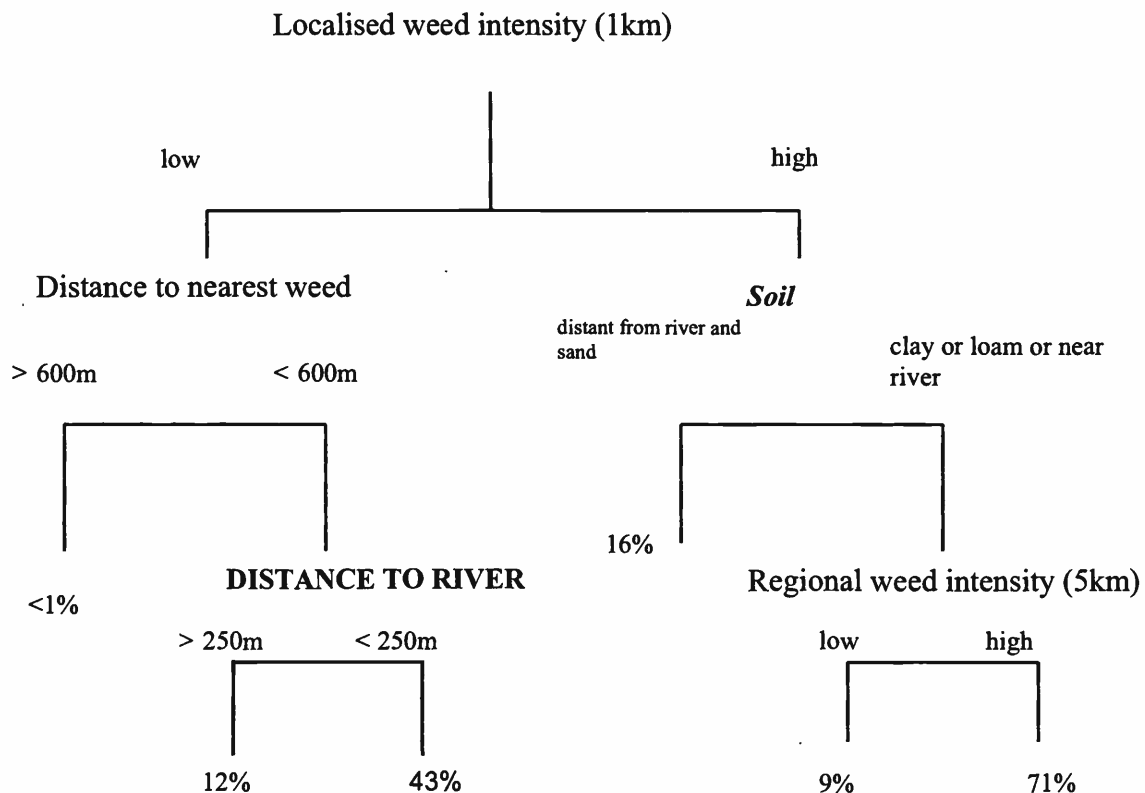 Localised weed intensity (1km)
low
high
Distance to nearest weed
Soil
distant from river and
sand
clay or loam or near
river
> 600m
< 600m
16%
DISTANCE TO RIVER
Regional weed intensity (5km)
<1%
> 250m
< 250m
low
high
12%
43%
9%
71%